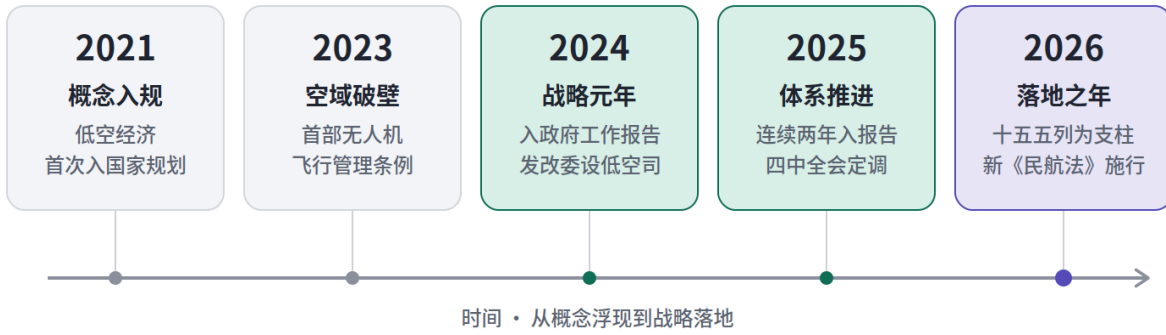 2021
概念入规
低空经济
首次入国家规划
2023
空域破壁
首部无人机
飞行管理条例
2024
战略元年
入政府工作报告
发改委设低空司
2025
体系推进
连续两年入报告
四中全会定调
2026
落地之年
十五五列为支柱
新《民航法》施行
时间 · 从概念浮现到战略落地